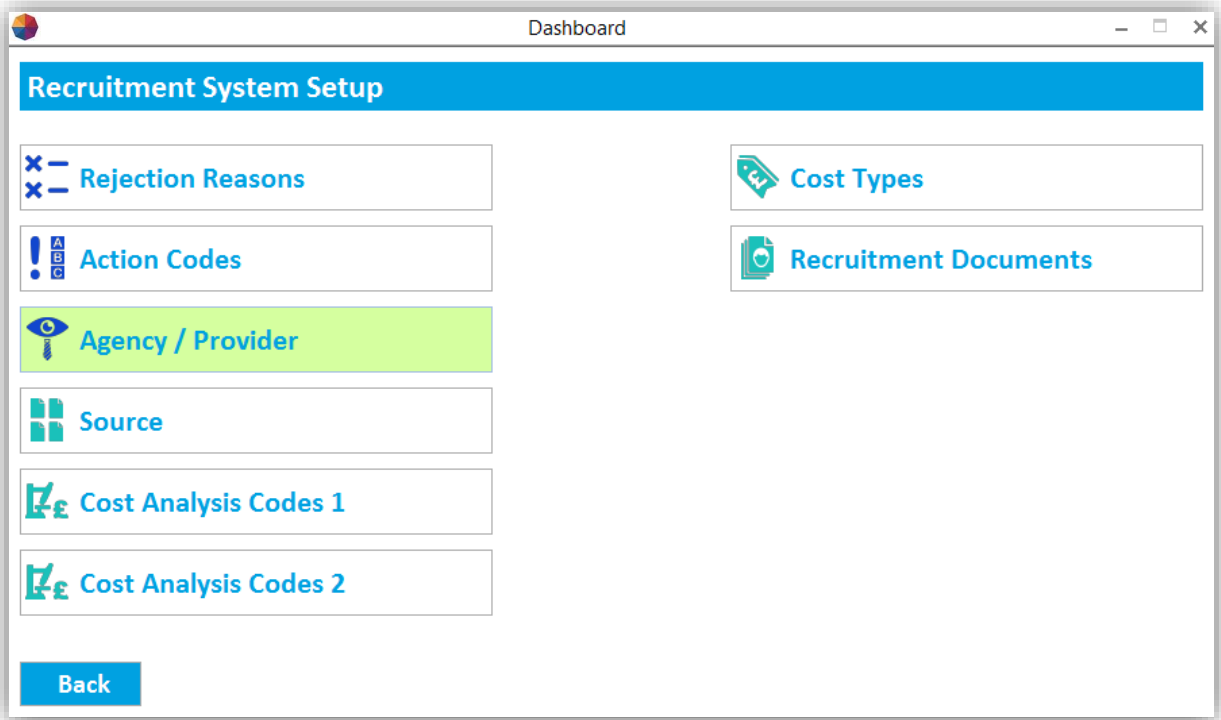 Dashboard
Recruitment System Setup
Rejection Reasons
Action Codes
Agency / Provider
Source
Cost Analysis Codes 1
Cost Analysis Codes 2
Cost Types
Recruitment Documents
Back